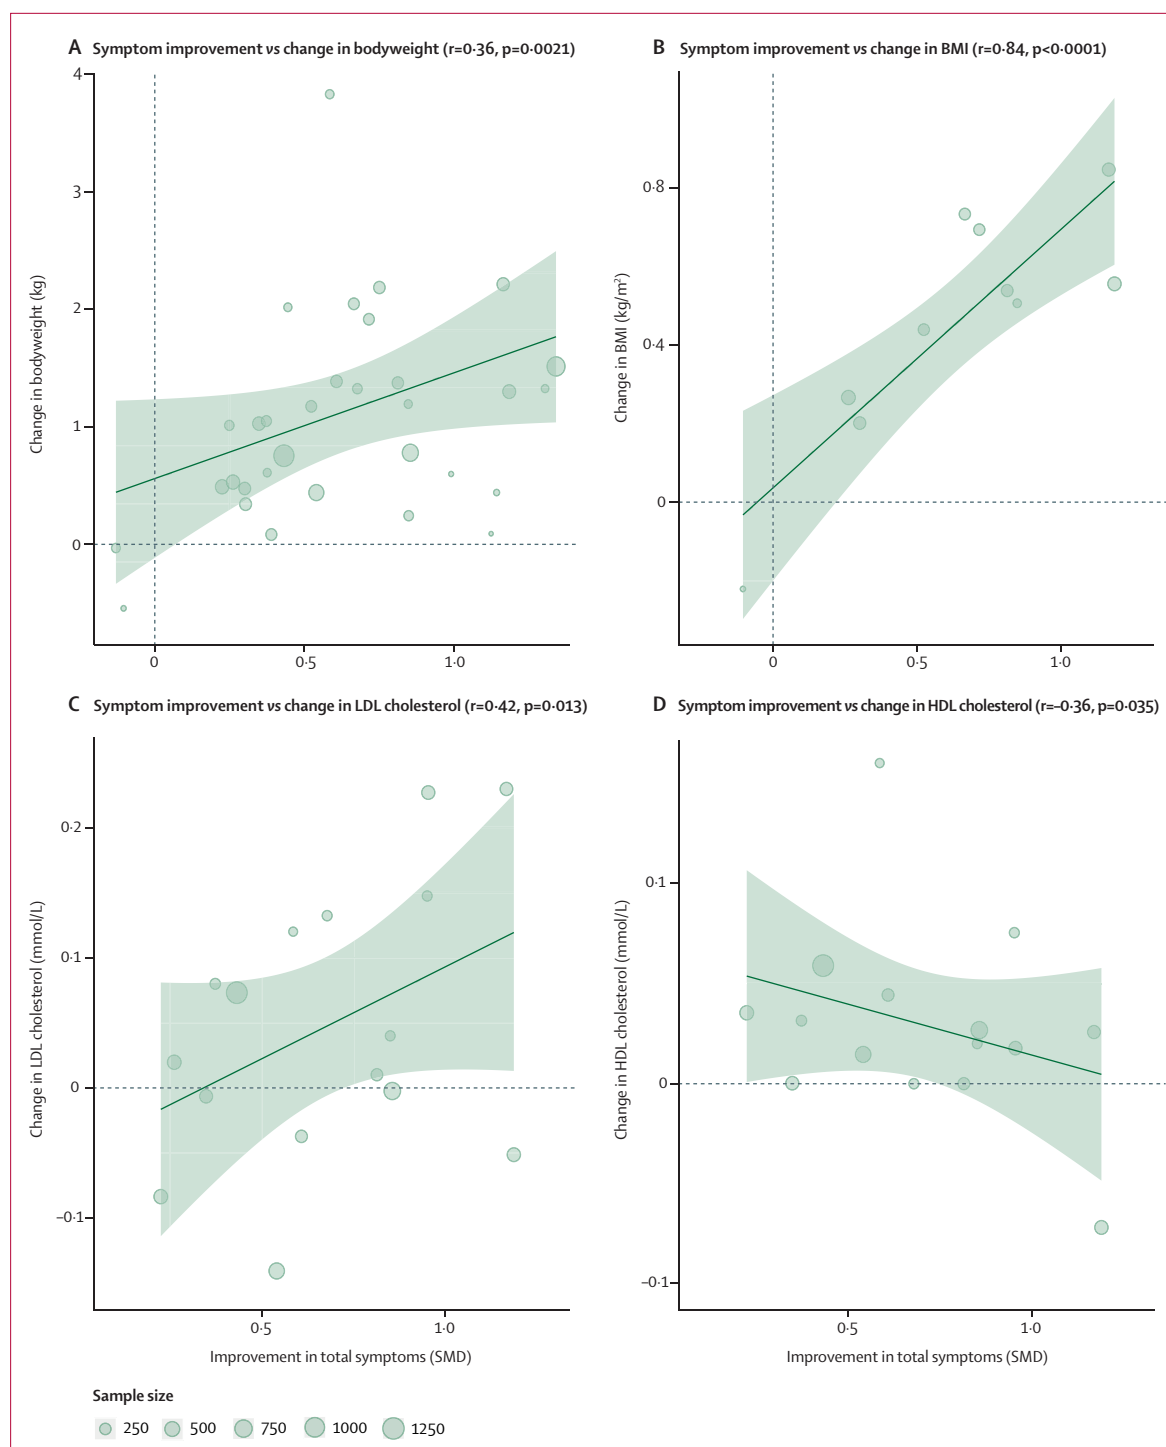 A Symptom improvement vs change in bodyweight (r=0·36, p=0·0021)
4
3
2
1
0
Change in bodyweight (kg)
0
0·5
1·0
B Symptom improvement vs change in BMI (r=0·84, p<0·0001)
0·8
0·4
0
Change in BMI (kg/m²)
0
0·5
1·0
C Symptom improvement vs change in LDL cholesterol (r=0·42, p=0·013)
0·2
0·1
0
–0·1
Change in LDL cholesterol (mmol/L)
0·5
1·0
Improvement in total symptoms (SMD)
D Symptom improvement vs change in HDL cholesterol (r=–0·36, p=0·035)
0·1
0
–0·1
Change in HDL cholesterol (mmol/L)
0·5
1·0
Improvement in total symptoms (SMD)
Sample size
250 500 750 1000 1250